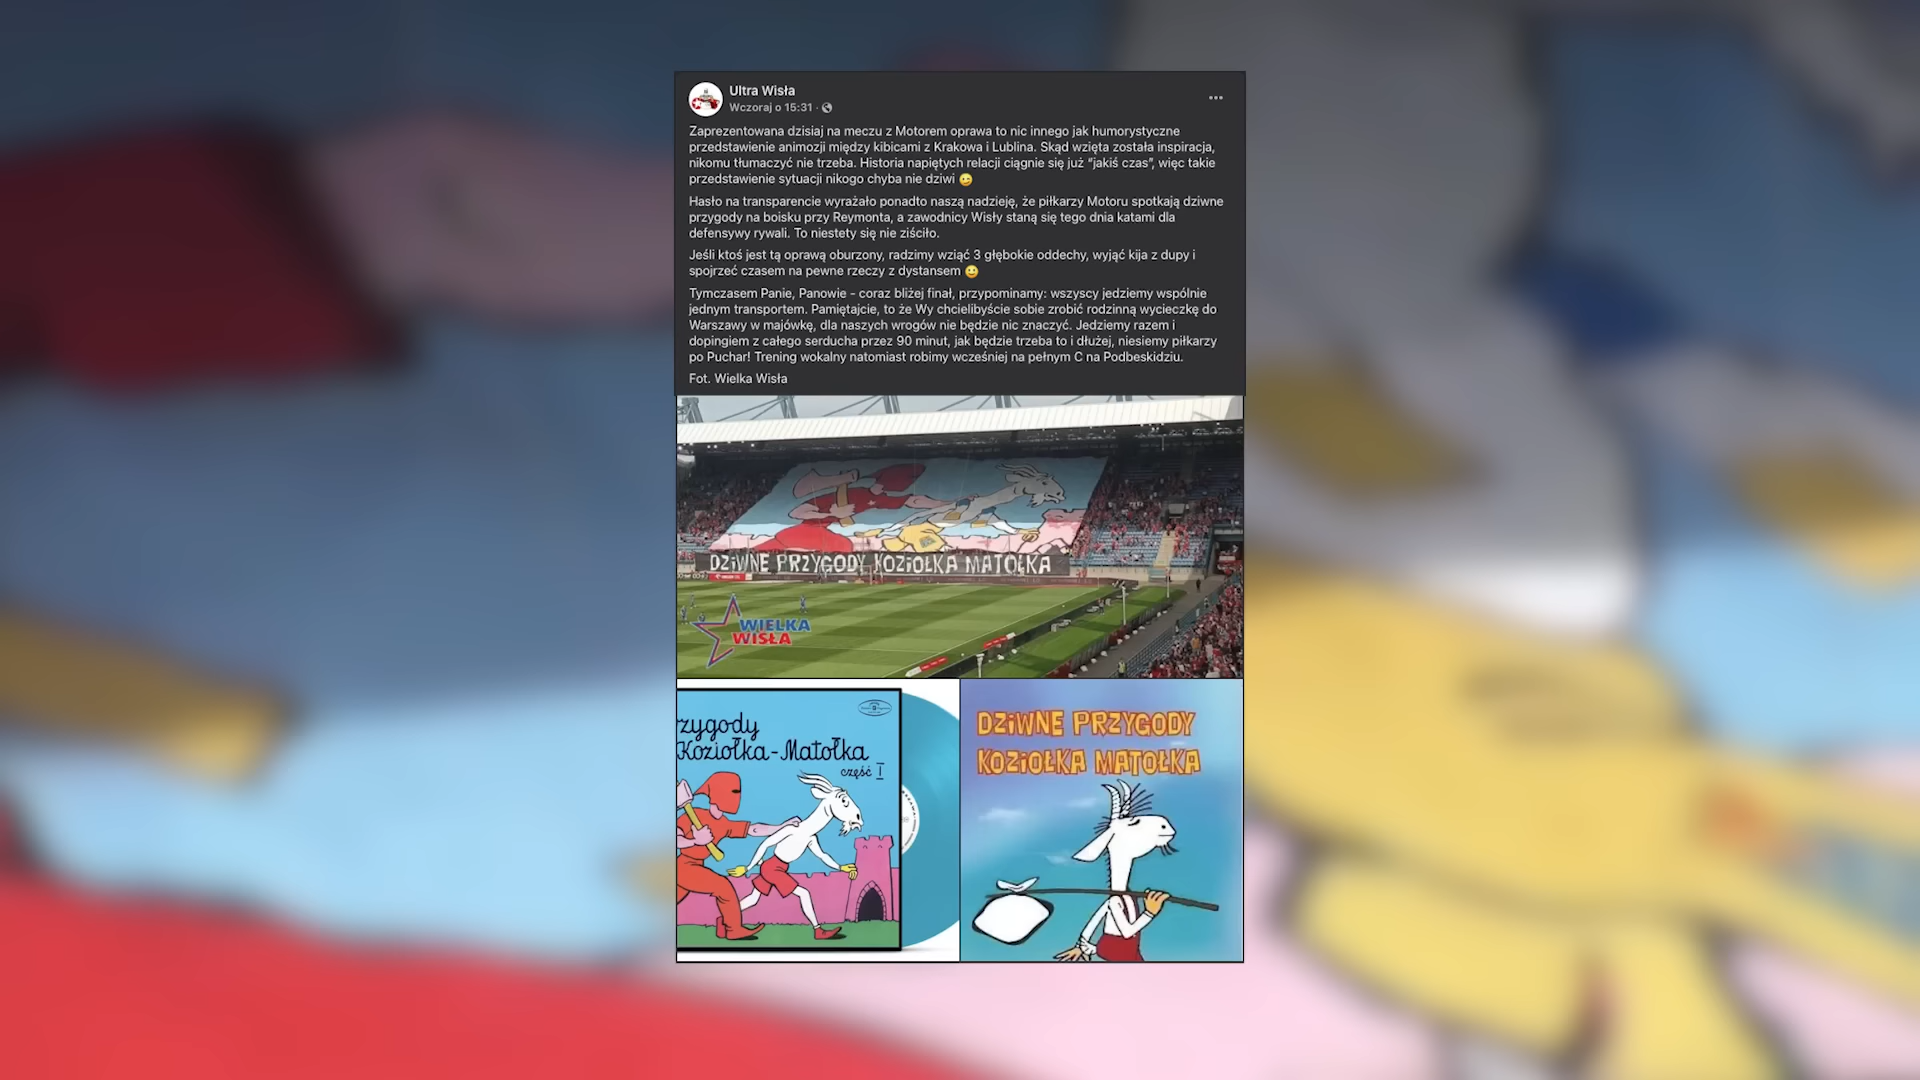 Ultra Wisła
Wczoraj o 15:31 ·
Zaprezentowana dzisiaj na meczu z Motorem oprawa to nic innego jak humorystyczne
przedstawienie animozji między kibicami z Krakowa i Lublina. Skąd wzięta została inspiracja,
nikomu tłumaczyć nie trzeba. Historia napiętych relacji ciągnie się już "jakiś czas", więc takie
przedstawienie sytuacji nikogo chyba nie dziwi 😉
Hasło na transparencie wyrażało ponadto naszą nadzieję, że piłkarzy Motoru spotkają dziwne
przygody na boisku przy Reymonta, a zawodnicy Wisły staną się tego dnia katami dla
defensywy rywali. To niestety się nie ziściło.
Jeśli ktoś jest tą oprawą oburzony, radzimy wziąć 3 głębokie oddechy, wyjąć kija z dupy i
spojrzeć czasem na pewne rzeczy z dystansem 😀
Tymczasem Panie, Panowie - coraz bliżej finał, przypominamy: wszyscy jedziemy wspólnie
jednym transportem. Pamiętajcie, to że Wy chcielibyście sobie zrobić rodzinną wycieczkę do
Warszawy w majówkę, dla naszych wrogów nie będzie nic znaczyć. Jedziemy razem i
dopingiem z całego serducha przez 90 minut, jak będzie trzeba to i dłużej, niesiemy piłkarzy
po Puchar! Trening wokalny natomiast robimy wcześniej na pełnym C na Podbeskidziu.
Fot. Wielka Wisła
DZiWNE PRZYGODY KOZiOŁKA MATOŁKA
WIELKA
WISŁA
zygody
Koziołka-Matołka
część I
DZiWNE PRZYGODY
KOZiOŁKA MATOŁKA